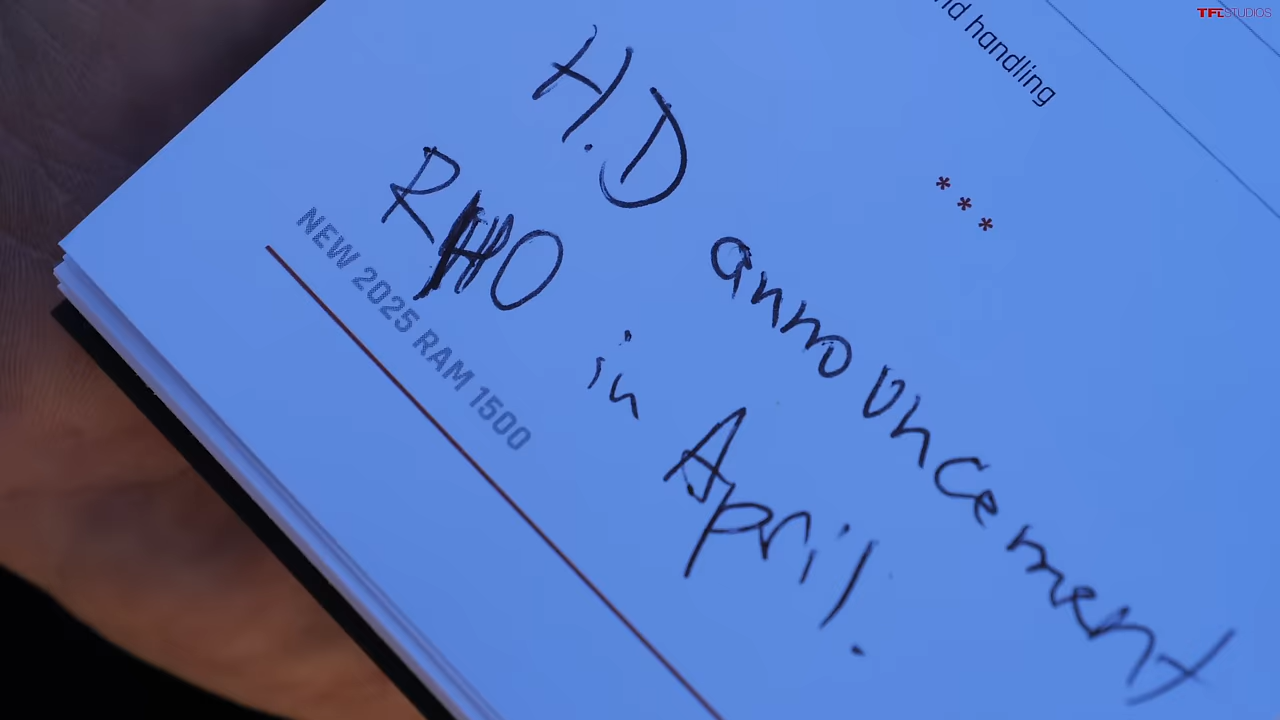 TFLSTUDIOS
nd handling
* * *
H.D announcement
RHO in April.
NEW 2025 RAM 1500